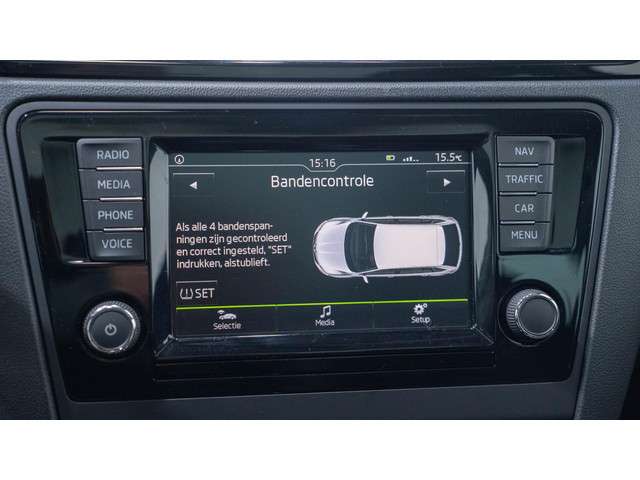 RADIO
MEDIA
PHONE
VOICE
15:16
15.5°C
Bandencontrole
Als alle 4 bandenspan-
ningen zijn gecontroleerd
en correct ingesteld, "SET"
indrukken, alstublieft.
SET
Selectie
Media
Setup
NAV
TRAFFIC
CAR
MENU